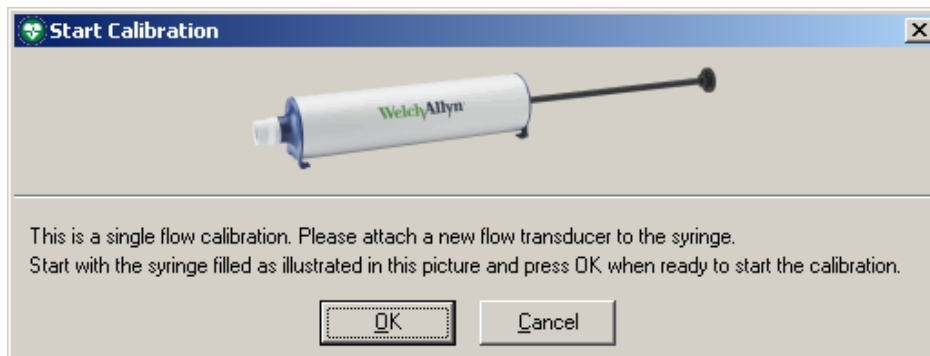 Start Calibration
WelchAllyn
This is a single flow calibration. Please attach a new flow transducer to the syringe.
Start with the syringe filled as illustrated in this picture and press OK when ready to start the calibration.
OK
Cancel